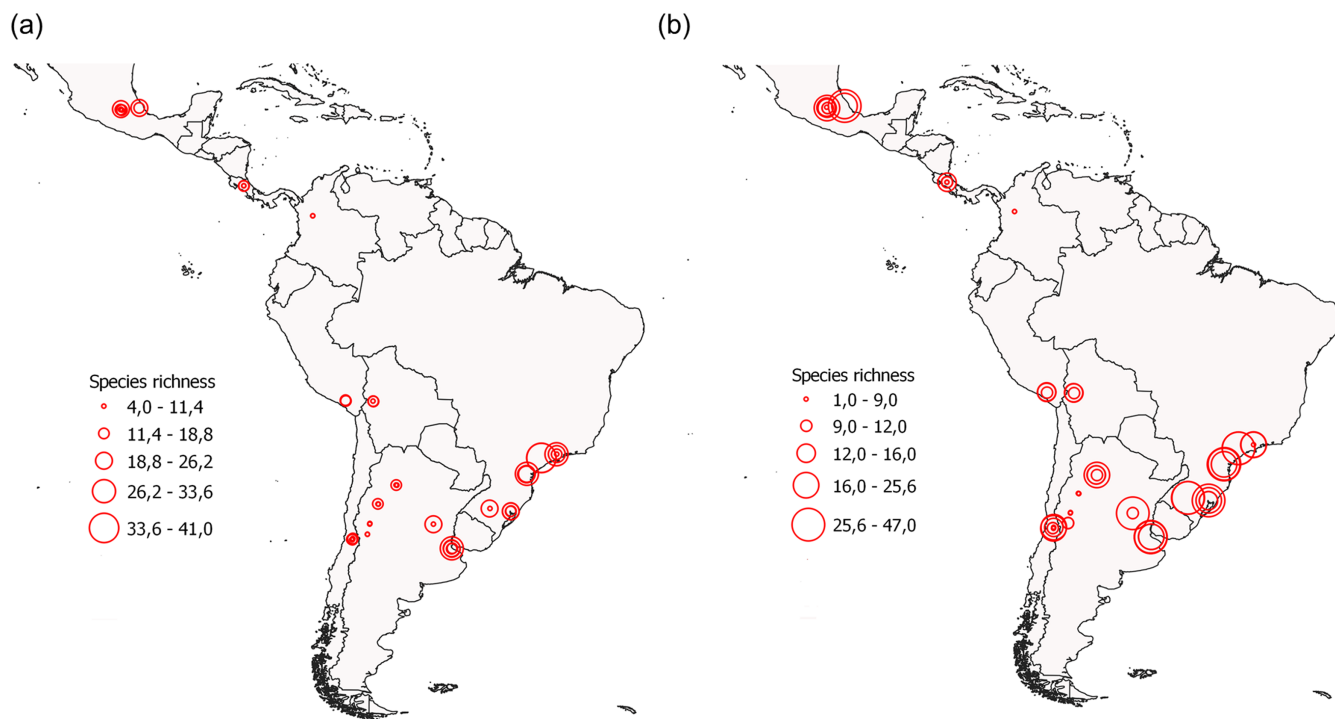 (a)
Species richness
4,0 - 11,4
11,4 - 18,8
18,8 - 26,2
26,2 - 33,6
33,6 - 41,0
(b)
Species richness
1,0 - 9,0
9,0 - 12,0
12,0 - 16,0
16,0 - 25,6
25,6 - 47,0